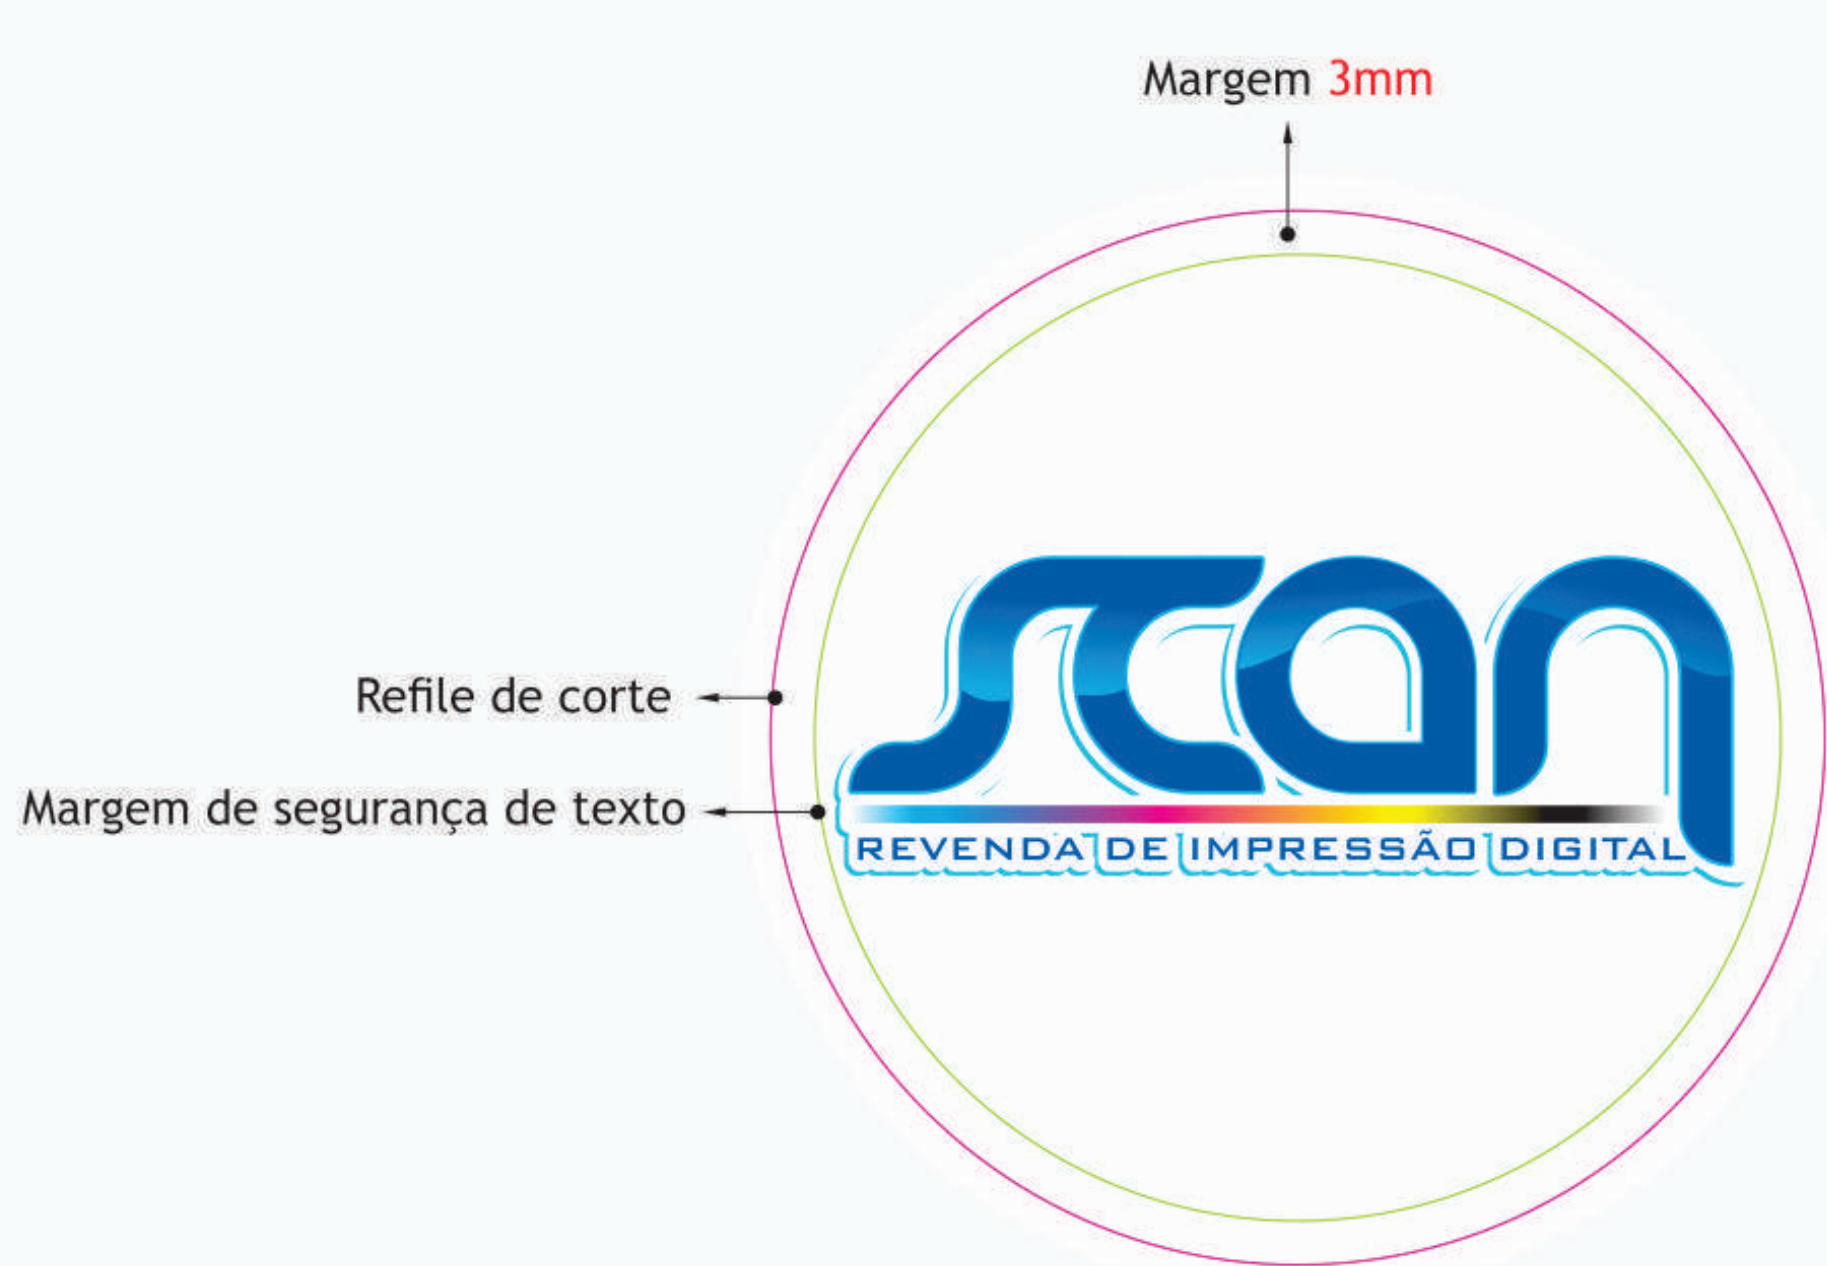 Margem 3mm
scan
Refile de corte
Margem de segurança de texto
REVENDA DE IMPRESSÃO DIGITAL